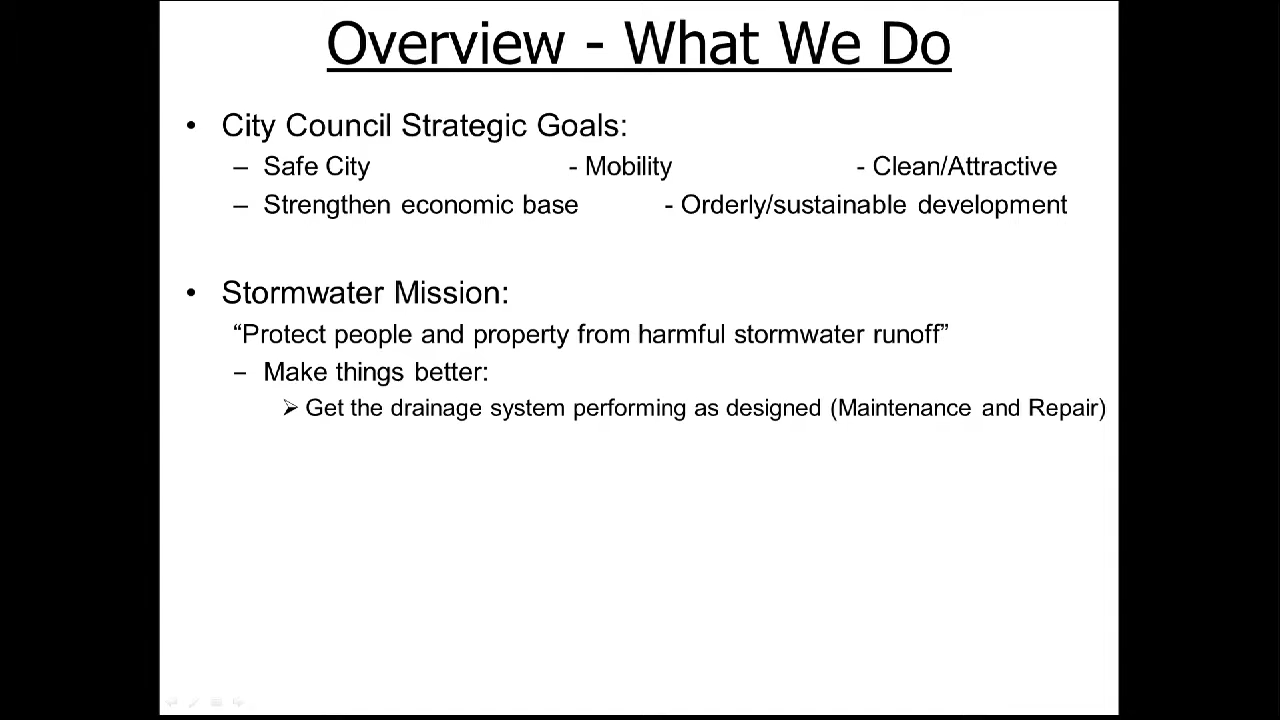 Overview - What We Do
• City Council Strategic Goals:
– Safe City - Mobility - Clean/Attractive
– Strengthen economic base - Orderly/sustainable development
• Stormwater Mission:
“Protect people and property from harmful stormwater runoff”
– Make things better:
➢ Get the drainage system performing as designed (Maintenance and Repair)